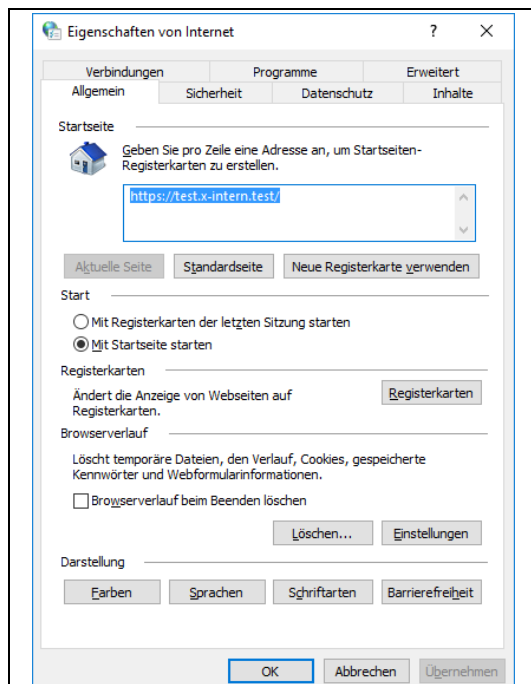 Eigenschaften von Internet ? X
Verbindungen Programme Erweitert
Allgemein Sicherheit Datenschutz Inhalte
Startseite
Geben Sie pro Zeile eine Adresse an, um Startseiten-
Registerkarten zu erstellen.
https://test.x-intern.test/
Aktuelle Seite Standardseite Neue Registerkarte verwenden
Start
Mit Registerkarten der letzten Sitzung starten
Mit Startseite starten
Registerkarten
Ändert die Anzeige von Webseiten auf
Registerkarten.
Registerkarten
Browserverlauf
Löscht temporäre Dateien, den Verlauf, Cookies, gespeicherte
Kennwörter und Webformularinformationen.
Browserverlauf beim Beenden löschen
Löschen... Einstellungen
Darstellung
Farben Sprachen Schriftarten Barrierefreiheit
OK Abbrechen Übernehmen